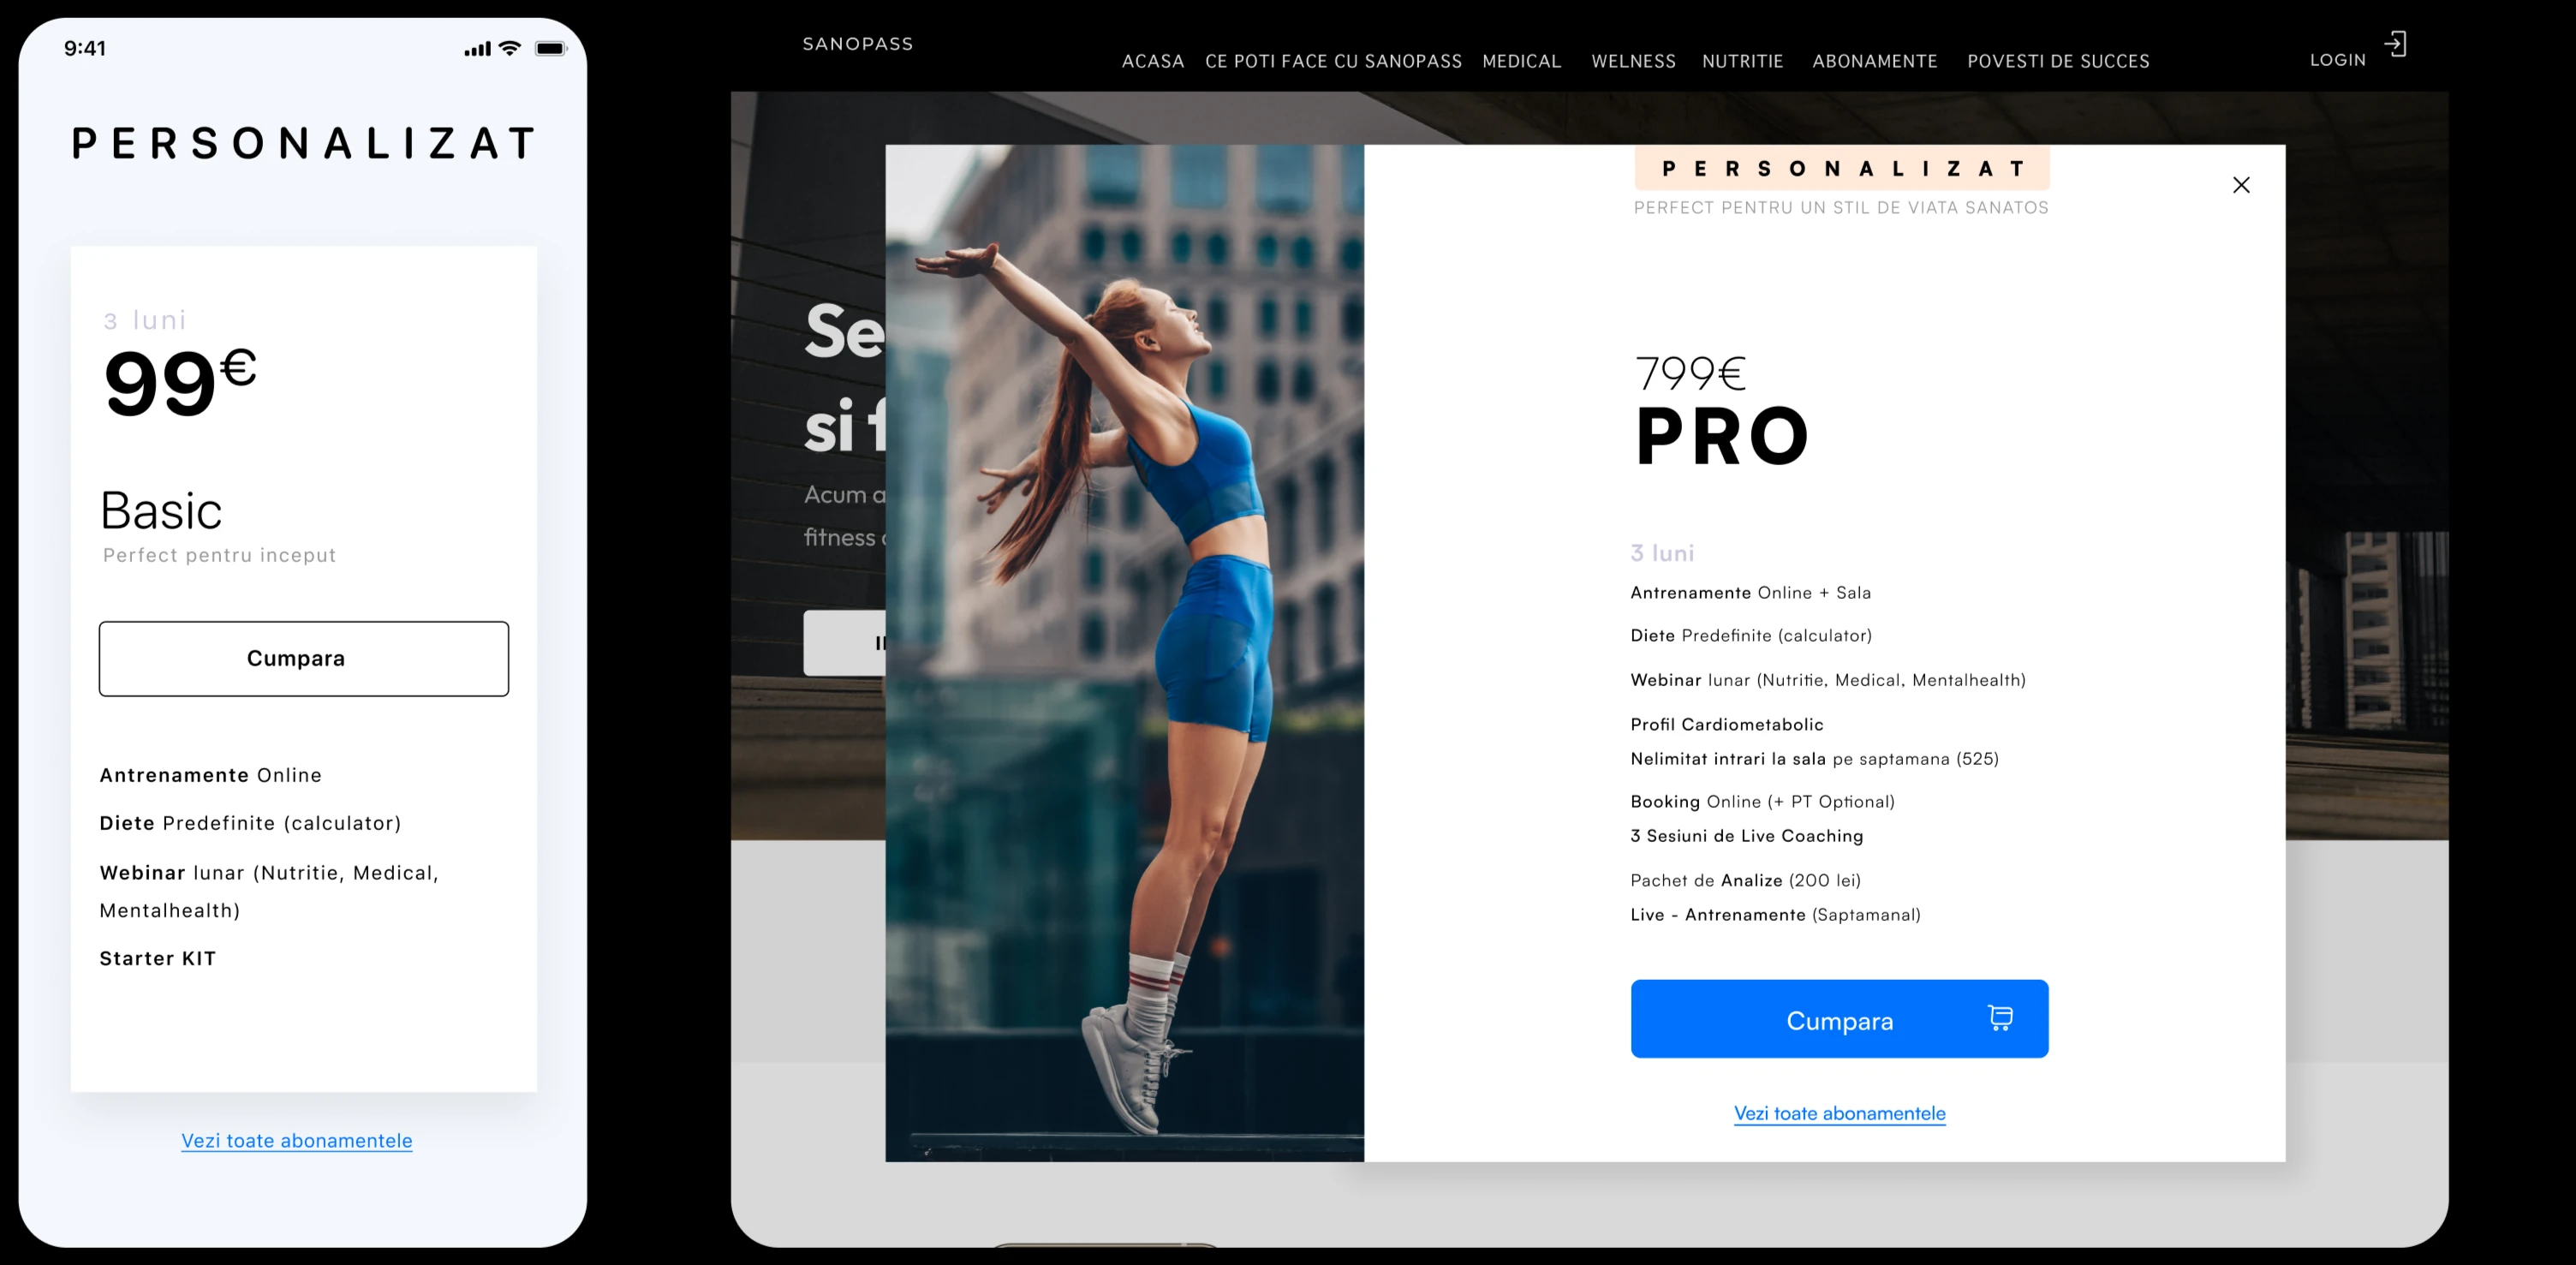 9:41
PERSONALIZAT
3 luni
99€
Basic
Perfect pentru inceput
Cumpara
Antrenamente Online
Diete Predefinite (calculator)
Webinar lunar (Nutritie, Medical,
Mentalhealth)
Starter KIT
Vezi toate abonamentele
SANOPASS
ACASA CE POTI FACE CU SANOPASS MEDICAL WELNESS NUTRITIE ABONAMENTE POVESTI DE SUCCES
LOGIN
Se
si f
Acum a
fitness
PERSONALIZAT
PERFECT PENTRU UN STIL DE VIATA SANATOS
799€
PRO
3 luni
Antrenamente Online + Sala
Diete Predefinite (calculator)
Webinar lunar (Nutritie, Medical, Mentalhealth)
Profil Cardiometabolic
Nelimitat intrari la sala pe saptamana (525)
Booking Online (+ PT Optional)
3 Sesiuni de Live Coaching
Pachet de Analize (200 lei)
Live - Antrenamente (Saptamanal)
Cumpara
Vezi toate abonamentele